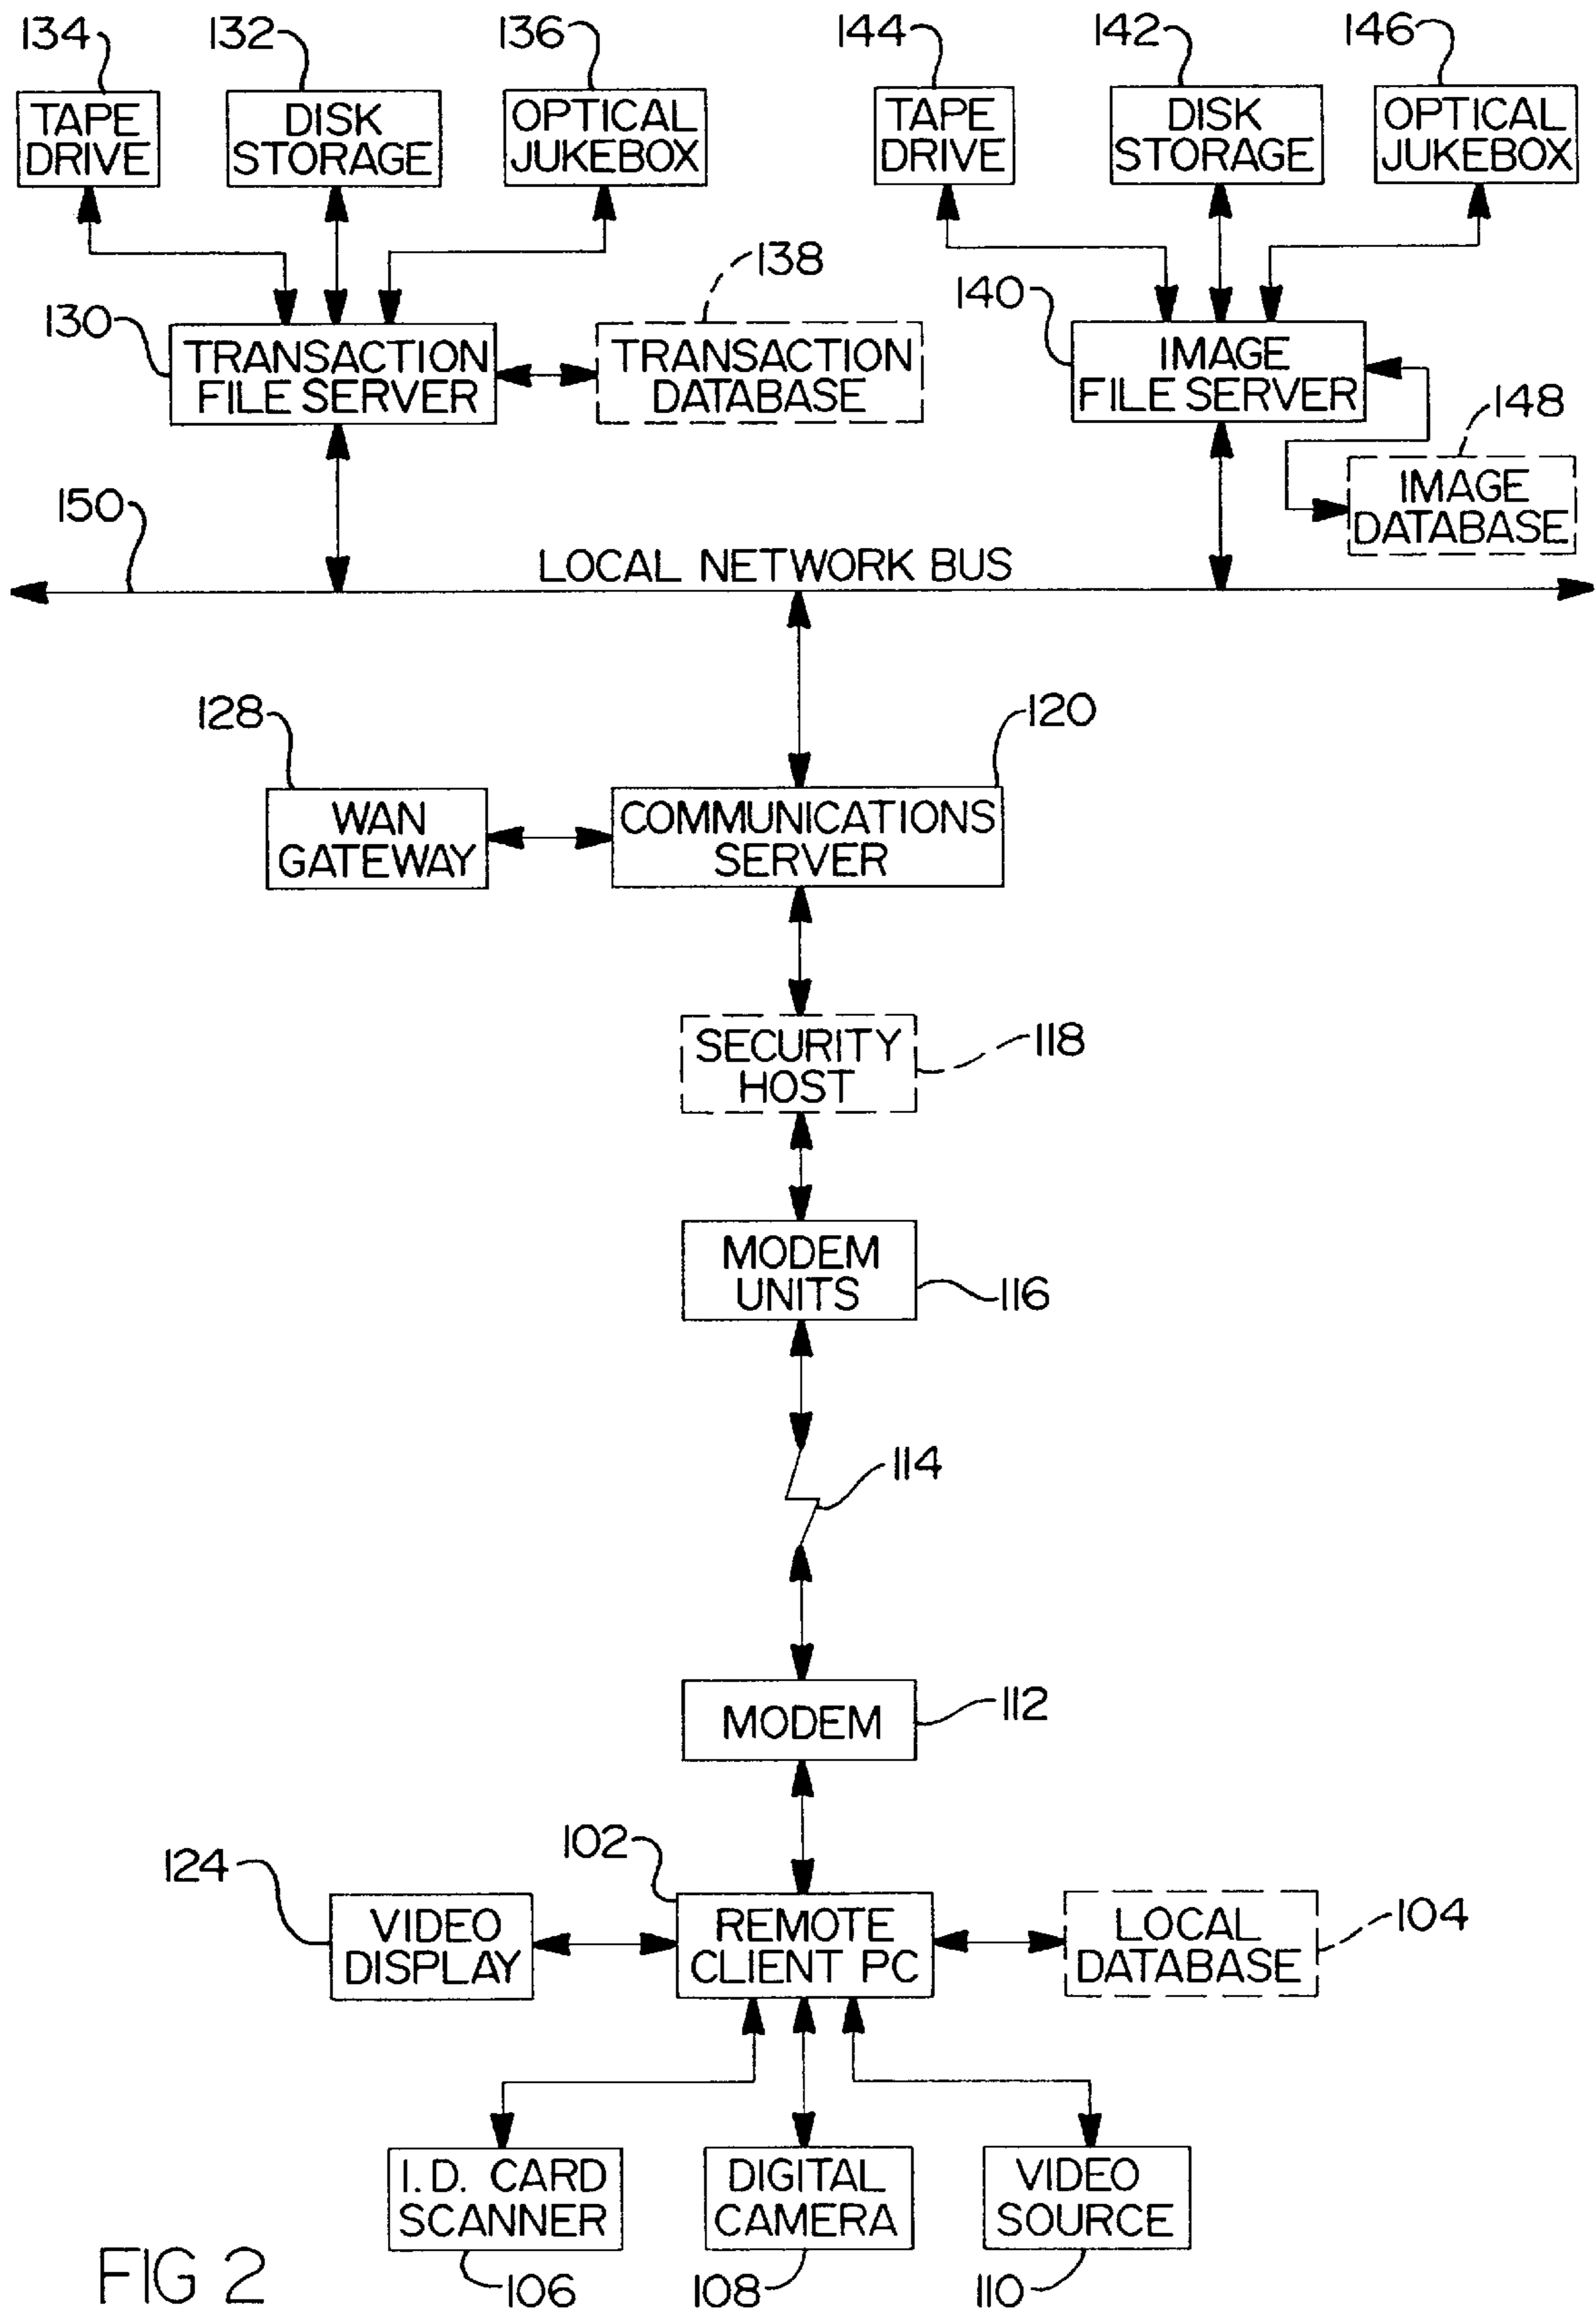 134
132
136
144
142
146
TAPE
DRIVE
DISK
STORAGE
OPTICAL
JUKEBOX
TAPE
DRIVE
DISK
STORAGE
OPTICAL
JUKEBOX
138
130
140
TRANSACTION
FILE SERVER
TRANSACTION
DATABASE
IMAGE
FILE SERVER
148
IMAGE
DATABASE
150
LOCAL NETWORK BUS
128
120
WAN
GATEWAY
COMMUNICATIONS
SERVER
SECURITY
HOST
118
MODEM
UNITS
116
114
MODEM
112
102
124
VIDEO
DISPLAY
REMOTE
CLIENT PC
LOCAL
DATABASE
104
I.D. CARD
SCANNER
DIGITAL
CAMERA
VIDEO
SOURCE
106
108
110
FIG 2